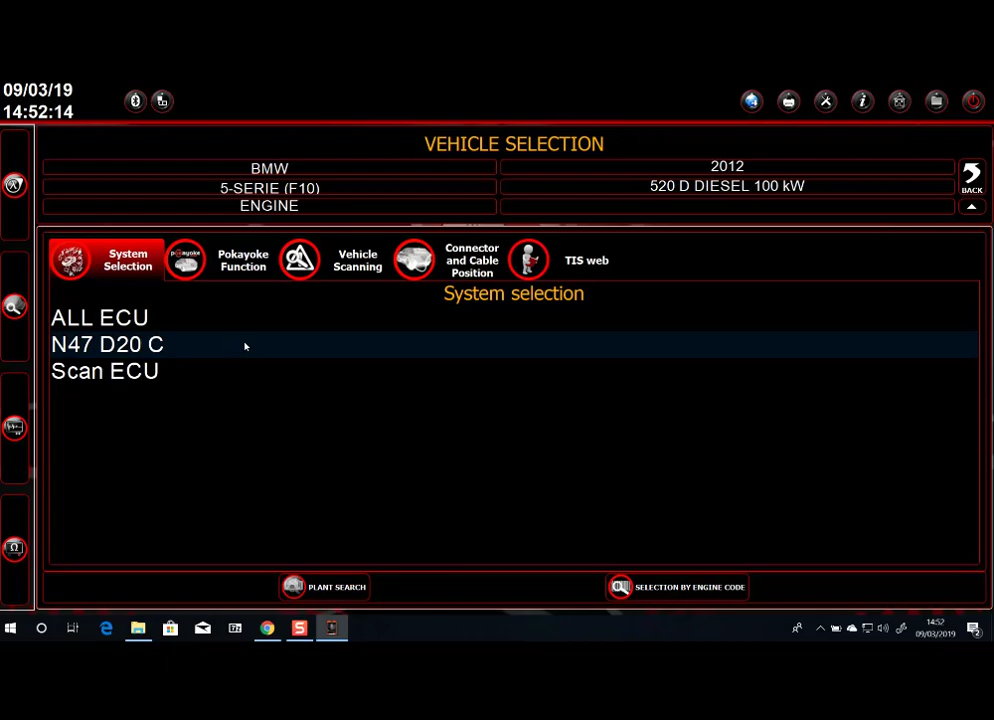 09/03/19
14:52:14
VEHICLE SELECTION
BMW
2012
5-SERIE (F10)
520 D DIESEL 100 kW
ENGINE
BACK
System
Selection
Pokayoke
Function
Vehicle
Scanning
Connector
and Cable
Position
TIS web
System selection
ALL ECU
N47 D20 C
Scan ECU
PLANT SEARCH
SELECTION BY ENGINE CODE
14:52
09/03/2019